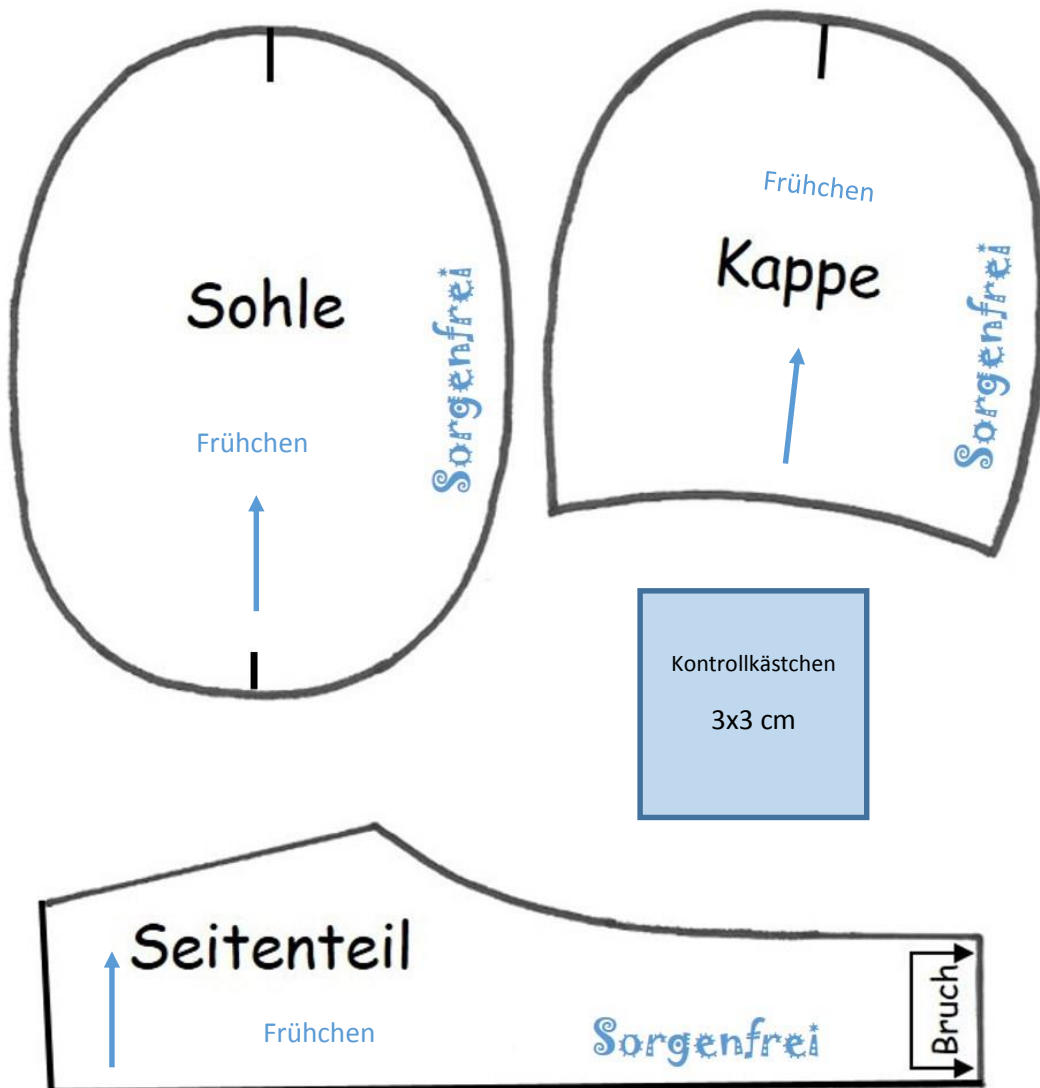 Sohle
Frühchen
Sorgenfrei
Frühchen
Kappe
Sorgenfrei
Kontrollkästchen
3x3 cm
Seitenteil
Frühchen
Sorgenfrei
Bruch